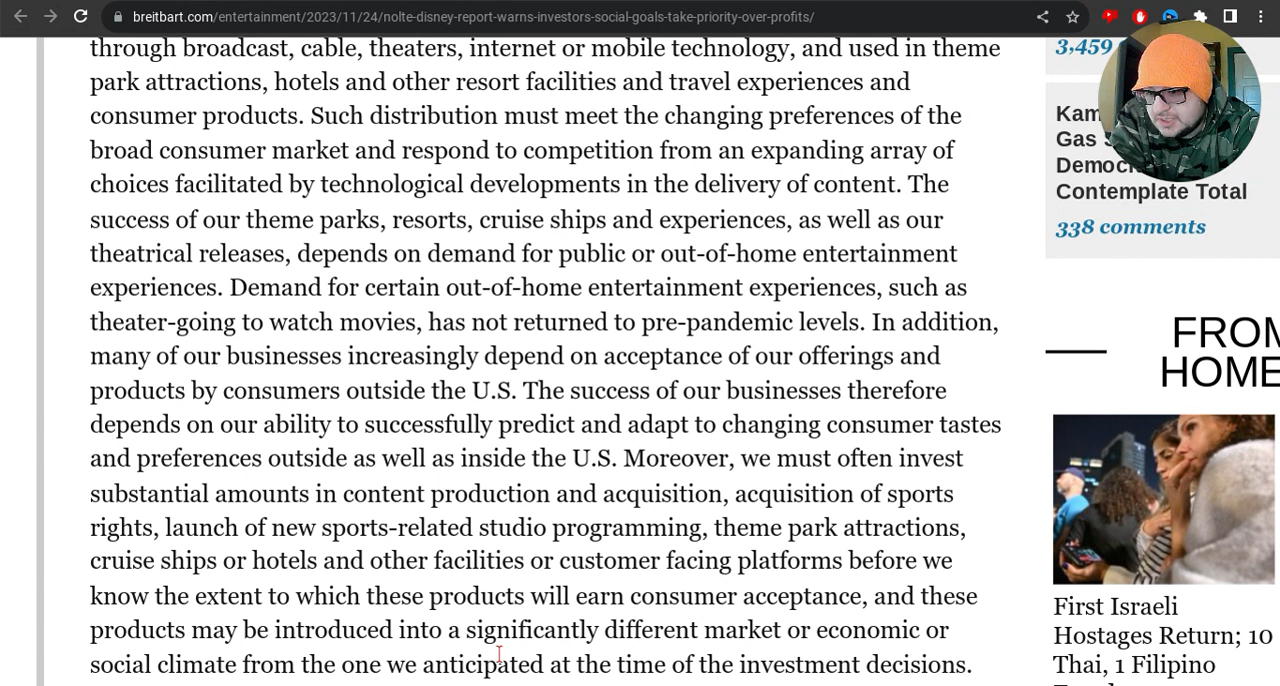 breitbart.com/entertainment/2023/11/24/nolte-disney-report-warns-investors-social-goals-take-priority-over-profits/
through broadcast, cable, theaters, internet or mobile technology, and used in theme
park attractions, hotels and other resort facilities and travel experiences and
consumer products. Such distribution must meet the changing preferences of the
broad consumer market and respond to competition from an expanding array of
choices facilitated by technological developments in the delivery of content. The
success of our theme parks, resorts, cruise ships and experiences, as well as our
theatrical releases, depends on demand for public or out-of-home entertainment
experiences. Demand for certain out-of-home entertainment experiences, such as
theater-going to watch movies, has not returned to pre-pandemic levels. In addition,
many of our businesses increasingly depend on acceptance of our offerings and
products by consumers outside the U.S. The success of our businesses therefore
depends on our ability to successfully predict and adapt to changing consumer tastes
and preferences outside as well as inside the U.S. Moreover, we must often invest
substantial amounts in content production and acquisition, acquisition of sports
rights, launch of new sports-related studio programming, theme park attractions,
cruise ships or hotels and other facilities or customer facing platforms before we
know the extent to which these products will earn consumer acceptance, and these
products may be introduced into a significantly different market or economic or
social climate from the one we anticipated at the time of the investment decisions.
3,459
Gas
Contemplate Total
338 comments
FROM
HOME
First Israeli
Hostages Return; 10
Thai, 1 Filipino